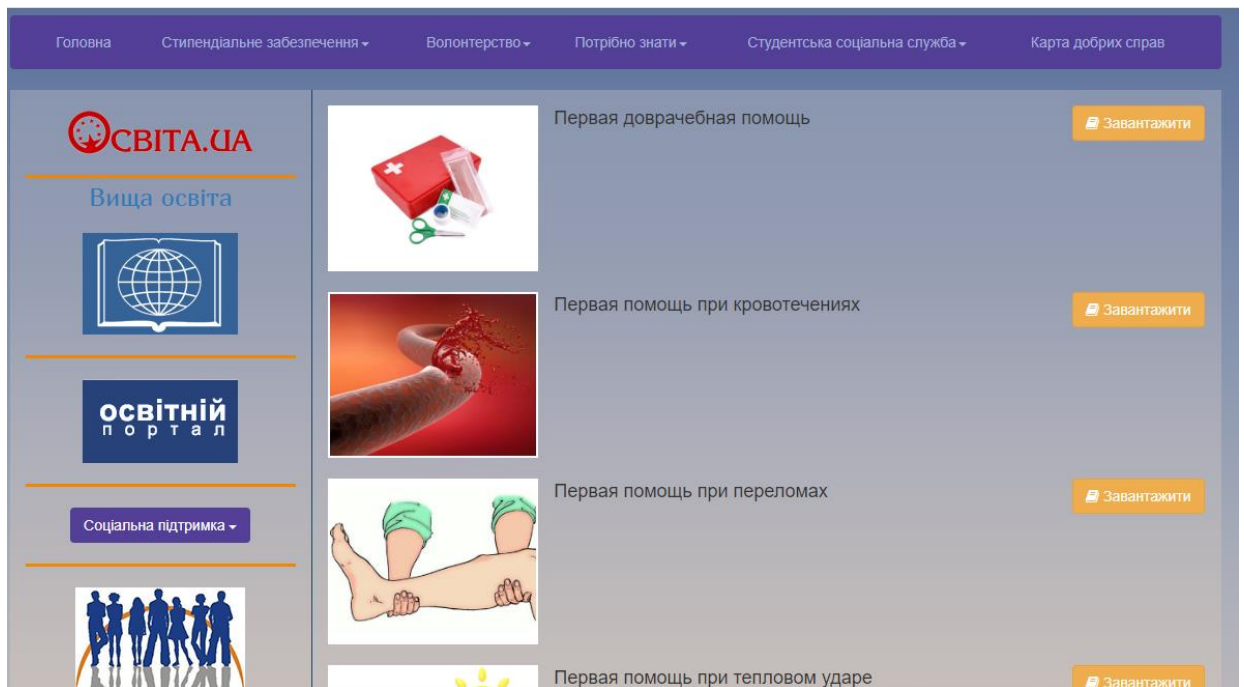 Головна Стипендіальне забезпечення Волонтерство Потрібно знати Студентська соціальна служба Карта добрих справ
ОСВІТА.UA
Вища освіта
освітній
портал
Соціальна підтримка
Первая доврачебная помощь Завантажити
Первая помощь при кровотечениях Завантажити
Первая помощь при переломах Завантажити
Первая помощь при тепловом ударе Завантажити